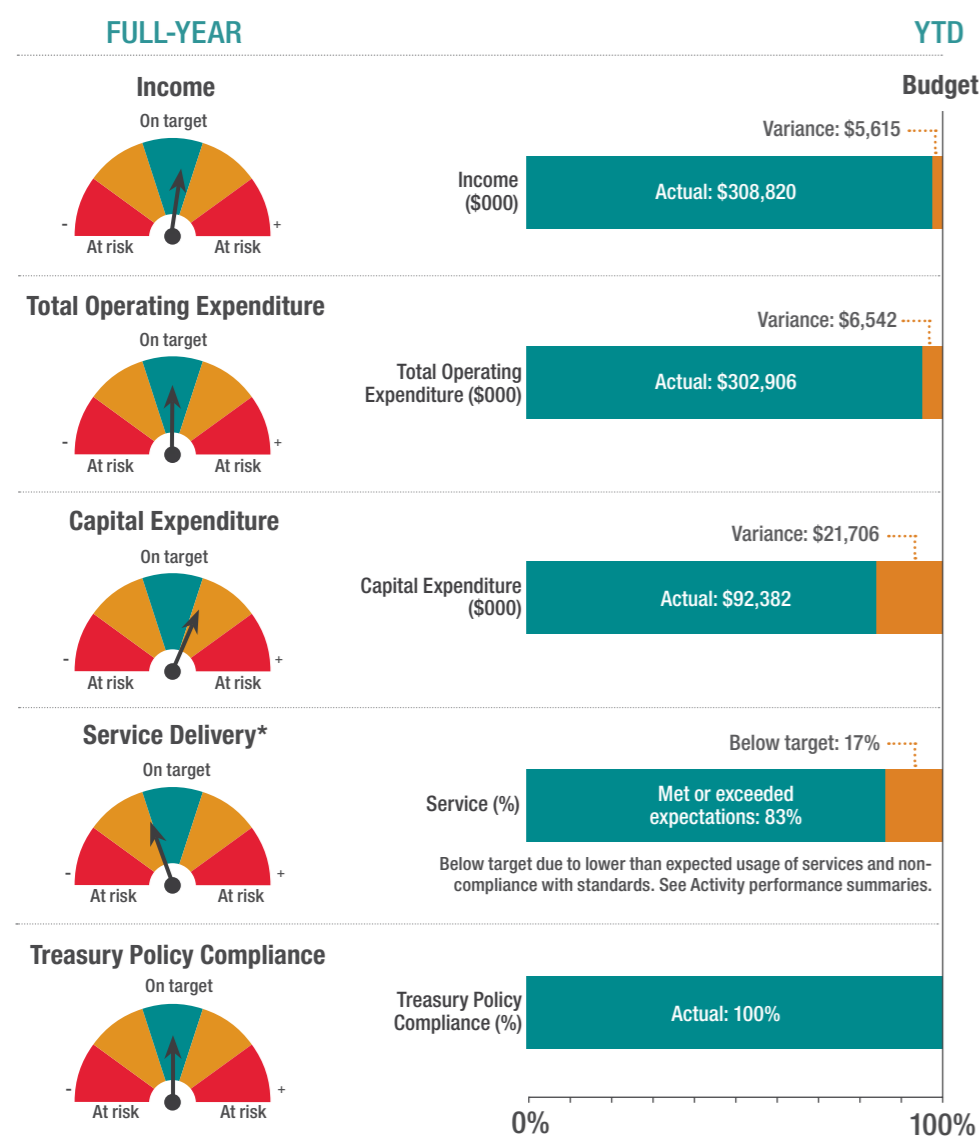 FULL-YEAR
YTD
Income
On target
-
+
At risk
At risk
Budget
Variance: $5,615
Income
($000)
Actual: $308,820
Total Operating Expenditure
On target
-
+
At risk
At risk
Variance: $6,542
Total Operating
Expenditure ($000)
Actual: $302,906
Capital Expenditure
On target
-
+
At risk
At risk
Variance: $21,706
Capital Expenditure
($000)
Actual: $92,382
Service Delivery*
On target
-
+
At risk
At risk
Below target: 17%
Service (%)
Met or exceeded
expectations: 83%
Below target due to lower than expected usage of services and non-
compliance with standards. See Activity performance summaries.
Treasury Policy Compliance
On target
-
+
At risk
At risk
Treasury Policy
Compliance (%)
Actual: 100%
0%
100%